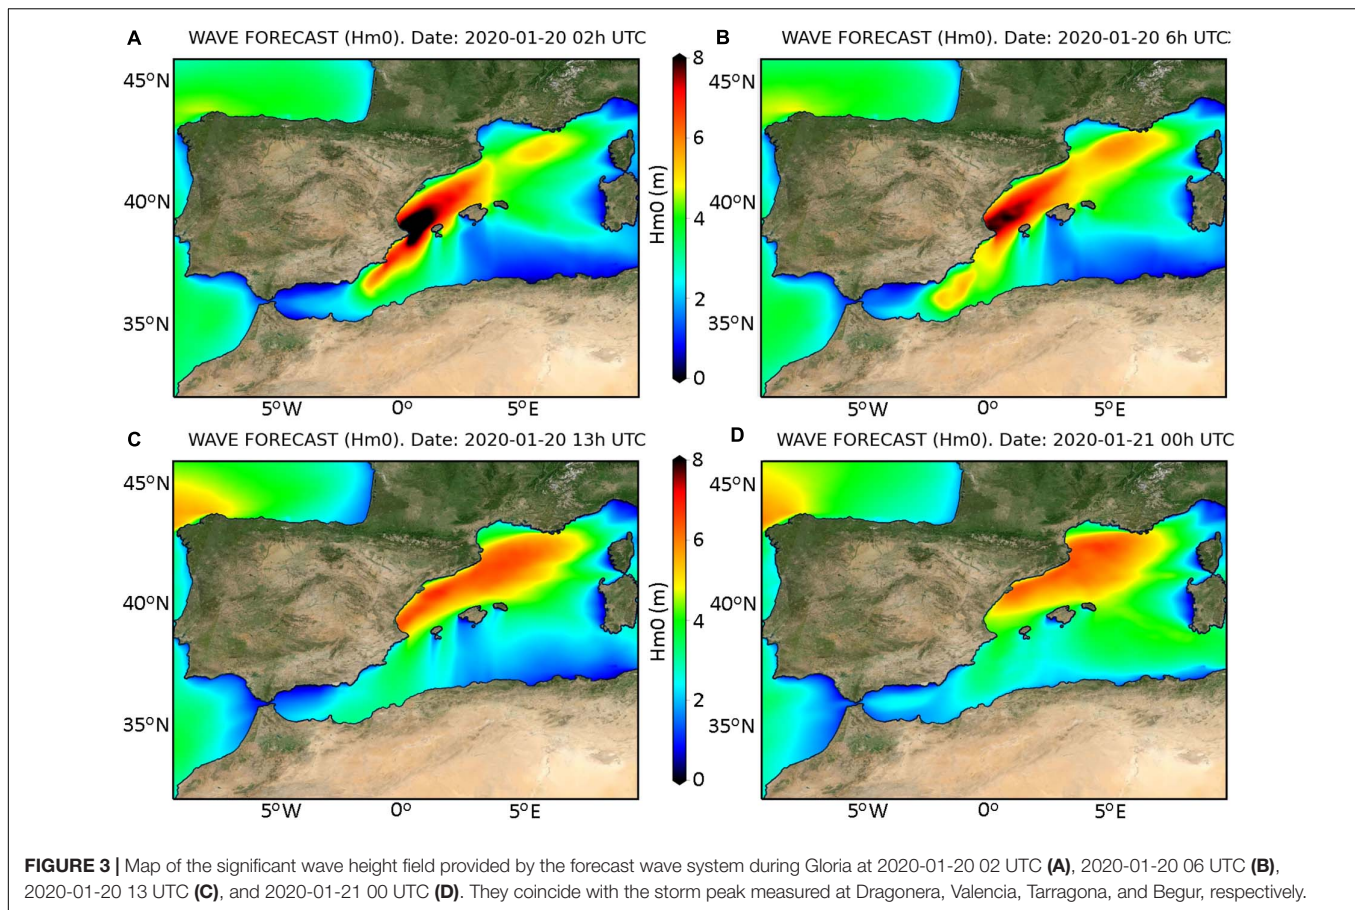 A WAVE FORECAST (Hm0). Date: 2020-01-20 02h UTC
45°N
40°N
35°N
5°W 0° 5°E
8
6
4
2
0
Hm0 (m)
B WAVE FORECAST (Hm0). Date: 2020-01-20 6h UTC:
45°N
40°N
35°N
5°W 0° 5°E
C WAVE FORECAST (Hm0). Date: 2020-01-20 13h UTC
45°N
40°N
35°N
5°W 0° 5°E
8
6
4
2
0
Hm0 (m)
D WAVE FORECAST (Hm0). Date: 2020-01-21 00h UTC
45°N
40°N
35°N
5°W 0° 5°E
FIGURE 3 | Map of the significant wave height field provided by the forecast wave system during Gloria at 2020-01-20 02 UTC (A), 2020-01-20 06 UTC (B),
2020-01-20 13 UTC (C), and 2020-01-21 00 UTC (D). They coincide with the storm peak measured at Dragonera, Valencia, Tarragona, and Begur, respectively.